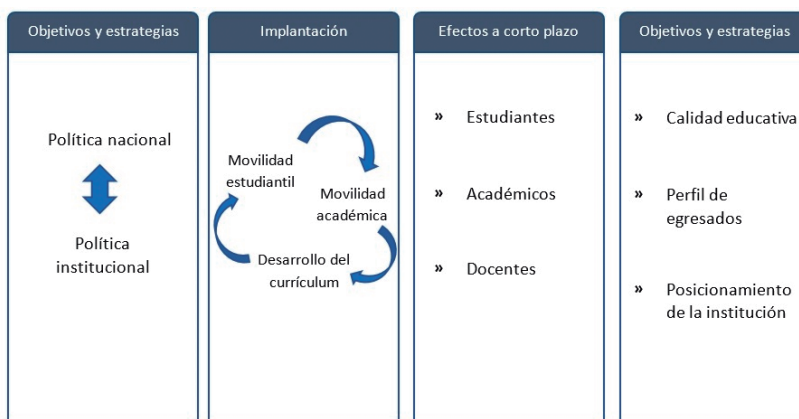 Objetivos y estrategias
Política nacional
Política
institucional
Implantación
Movilidad
estudiantil
Movilidad
académica
Desarrollo del
currículum
Efectos a corto plazo
» Estudiantes
» Académicos
» Docentes
Objetivos y estrategias
» Calidad educativa
» Perfil de
egresados
» Posicionamiento
de la institución